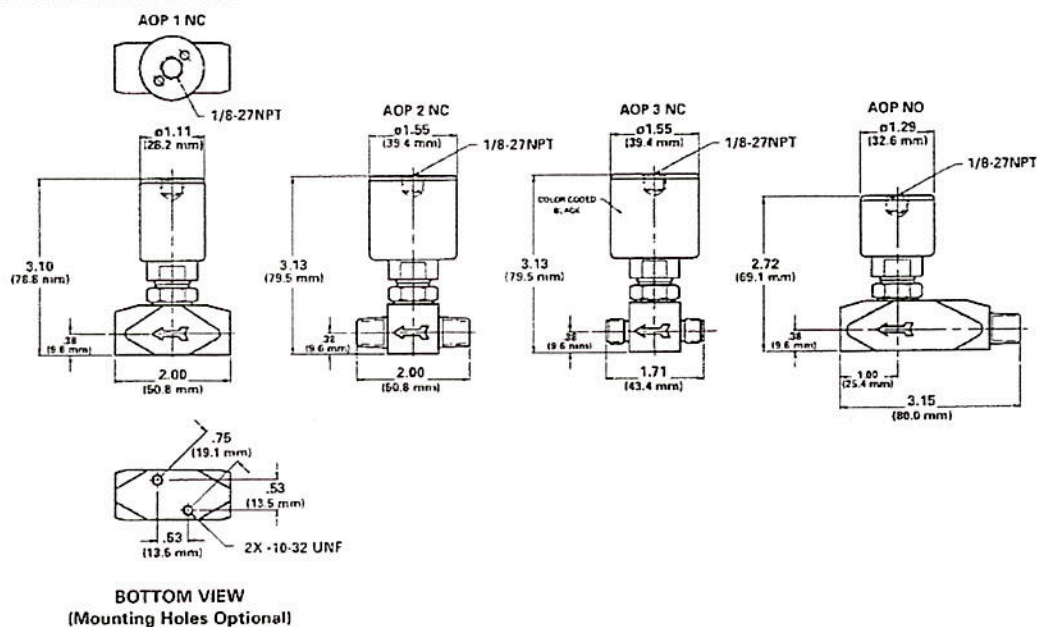 AOP 1 NC
1/8-27NPT
ø1.11
(28.2 mm)
3.10
(78.8 mm)
.38
(9.6 mm)
2.00
(50.8 mm)
AOP 2 NC
ø1.55
(39.4 mm)
1/8-27NPT
3.13
(79.5 mm)
(9.6 mm)
2.00
(50.8 mm)
AOP 3 NC
ø1.55
(39.4 mm)
1/8-27NPT
COLOR CODED
BLACK
3.13
(79.5 mm)
.38
(9.6 mm)
1.71
(43.4 mm)
AOP NO
ø1.29
(32.6 mm)
1/8-27NPT
2.72
(69.1 mm)
.38
(9.6 mm)
1.00
(25.4 mm)
3.15
(80.0 mm)
.75
(19.1 mm)
.53
(13.5 mm)
.53
(13.5 mm)
2X -10-32 UNF
BOTTOM VIEW
(Mounting Holes Optional)